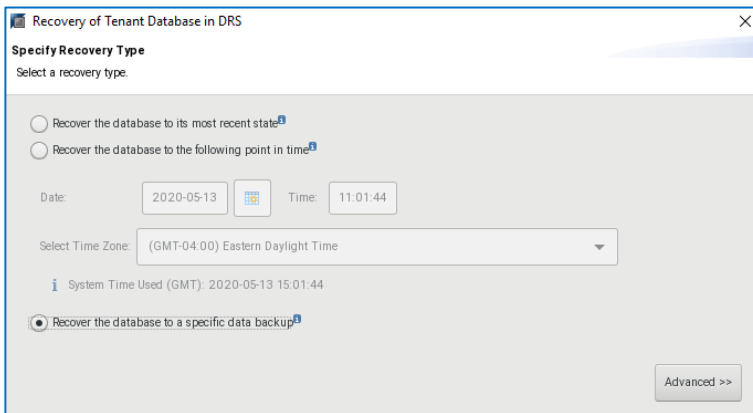 Recovery of Tenant Database in DRS
Specify Recovery Type
Select a recovery type.
Recover the database to its most recent state
Recover the database to the following point in time
Date: 2020-05-13 Time: 11:01:44
Select Time Zone: (GMT-04:00) Eastern Daylight Time
i System Time Used (GMT): 2020-05-13 15:01:44
Recover the database to a specific data backup
Advanced >>